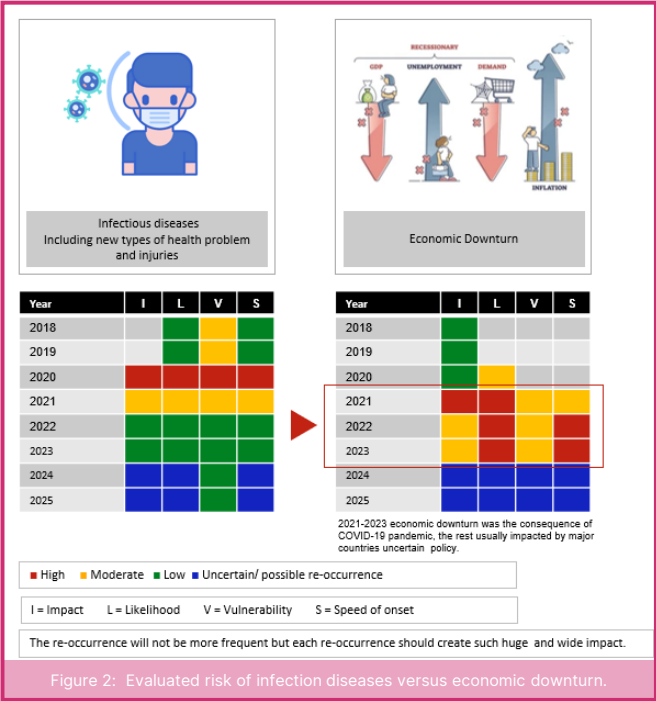 RECESSIONARY
GDP
UNEMPLOYMENT
DEMAND
INFLATION
Infectious diseases
Including new types of health problem
and injuries
Economic Downturn
Year I L V S
2018
2019
2020
2021
2022
2023
2024
2025
Year I L V S
2018
2019
2020
2021
2022
2023
2024
2025
2021-2023 economic downturn was the consequence of
COVID-19 pandemic, the rest usually impacted by major
countries uncertain policy.
High Moderate Low Uncertain/ possible re-occurrence
I = Impact L = Likelihood V = Vulnerability S = Speed of onset
The re-occurrence will not be more frequent but each re-occurrence should create such huge and wide impact.
Figure 2: Evaluated risk of infection diseases versus economic downturn.